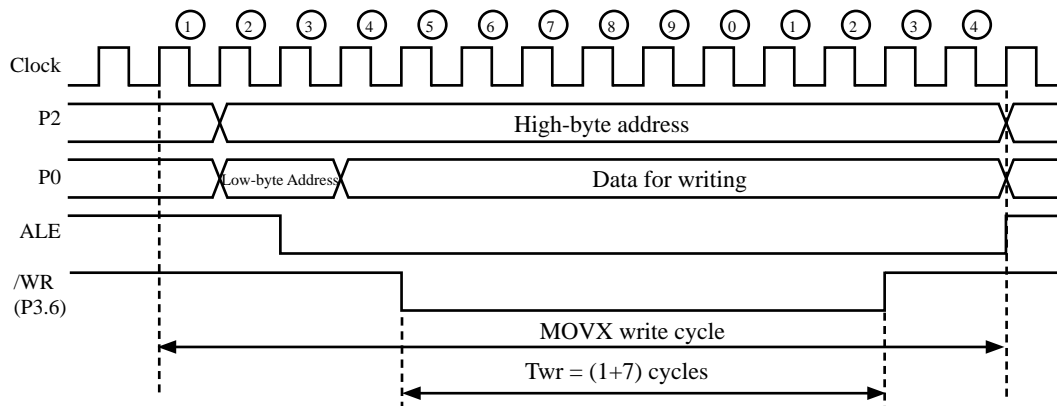 1 2 3 4 5 6 7 8 9 0 1 2 3 4
Clock
P2
High-byte address
P0
Low-byte Address
Data for writing
ALE
/WR
(P3.6)
MOVX write cycle
Twr = (1+7) cycles